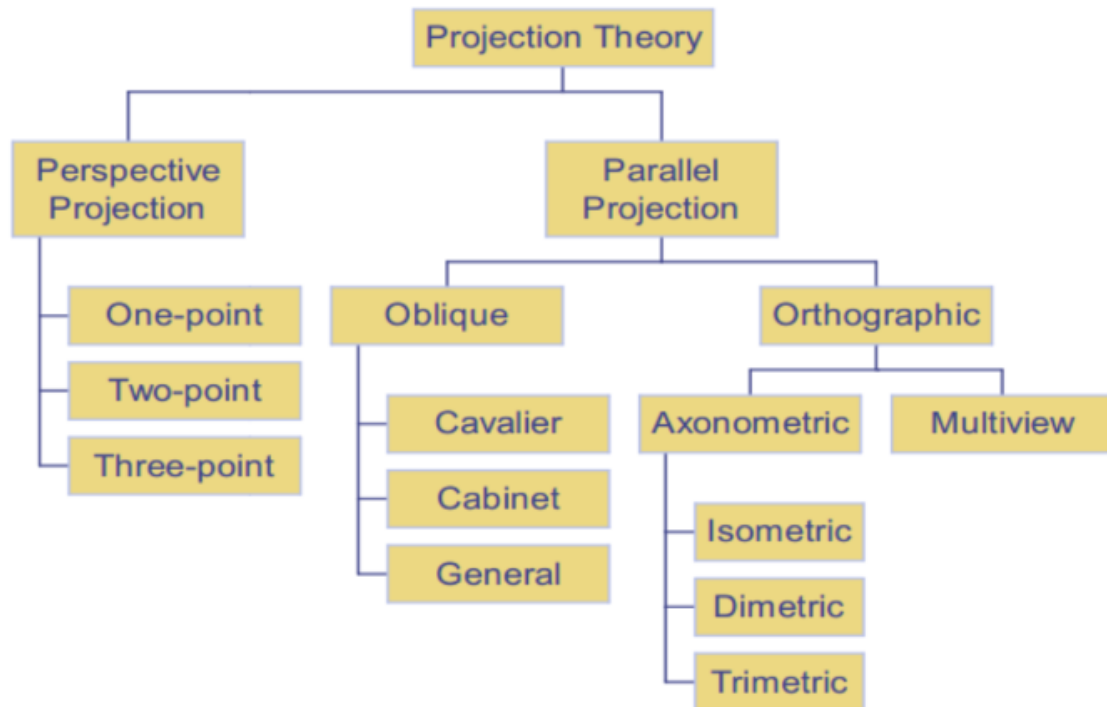 Projection Theory
Perspective
Projection
Parallel
Projection
One-point
Two-point
Three-point
Oblique
Orthographic
Cavalier
Cabinet
General
Axonometric
Multiview
Isometric
Dimetric
Trimetric